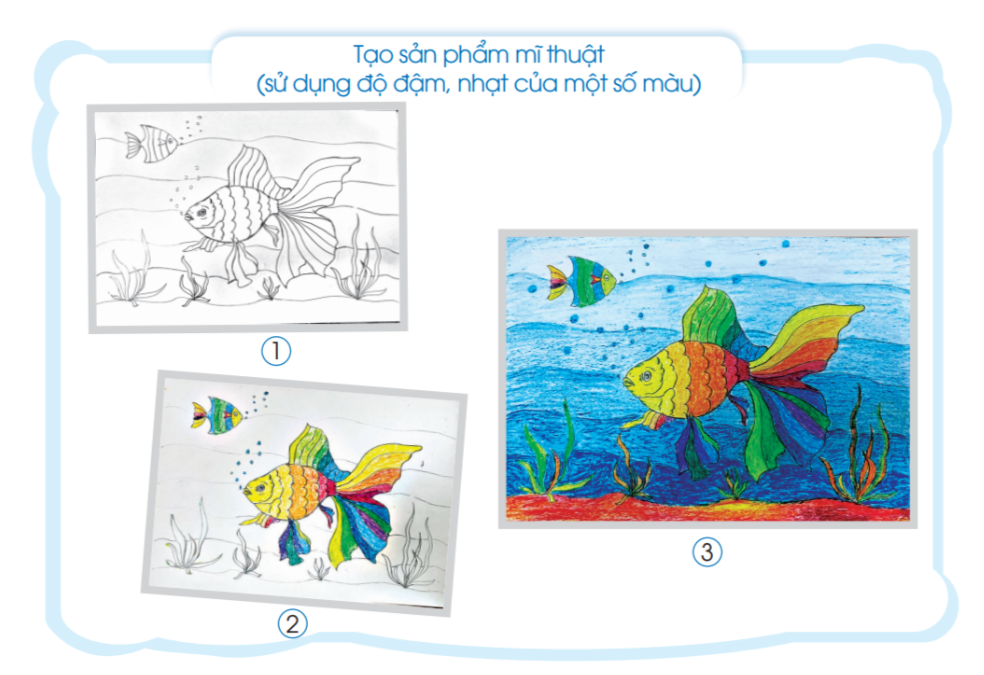 Tạo sản phẩm mĩ thuật
(sử dụng độ đậm, nhạt của một số màu)
1
2
3